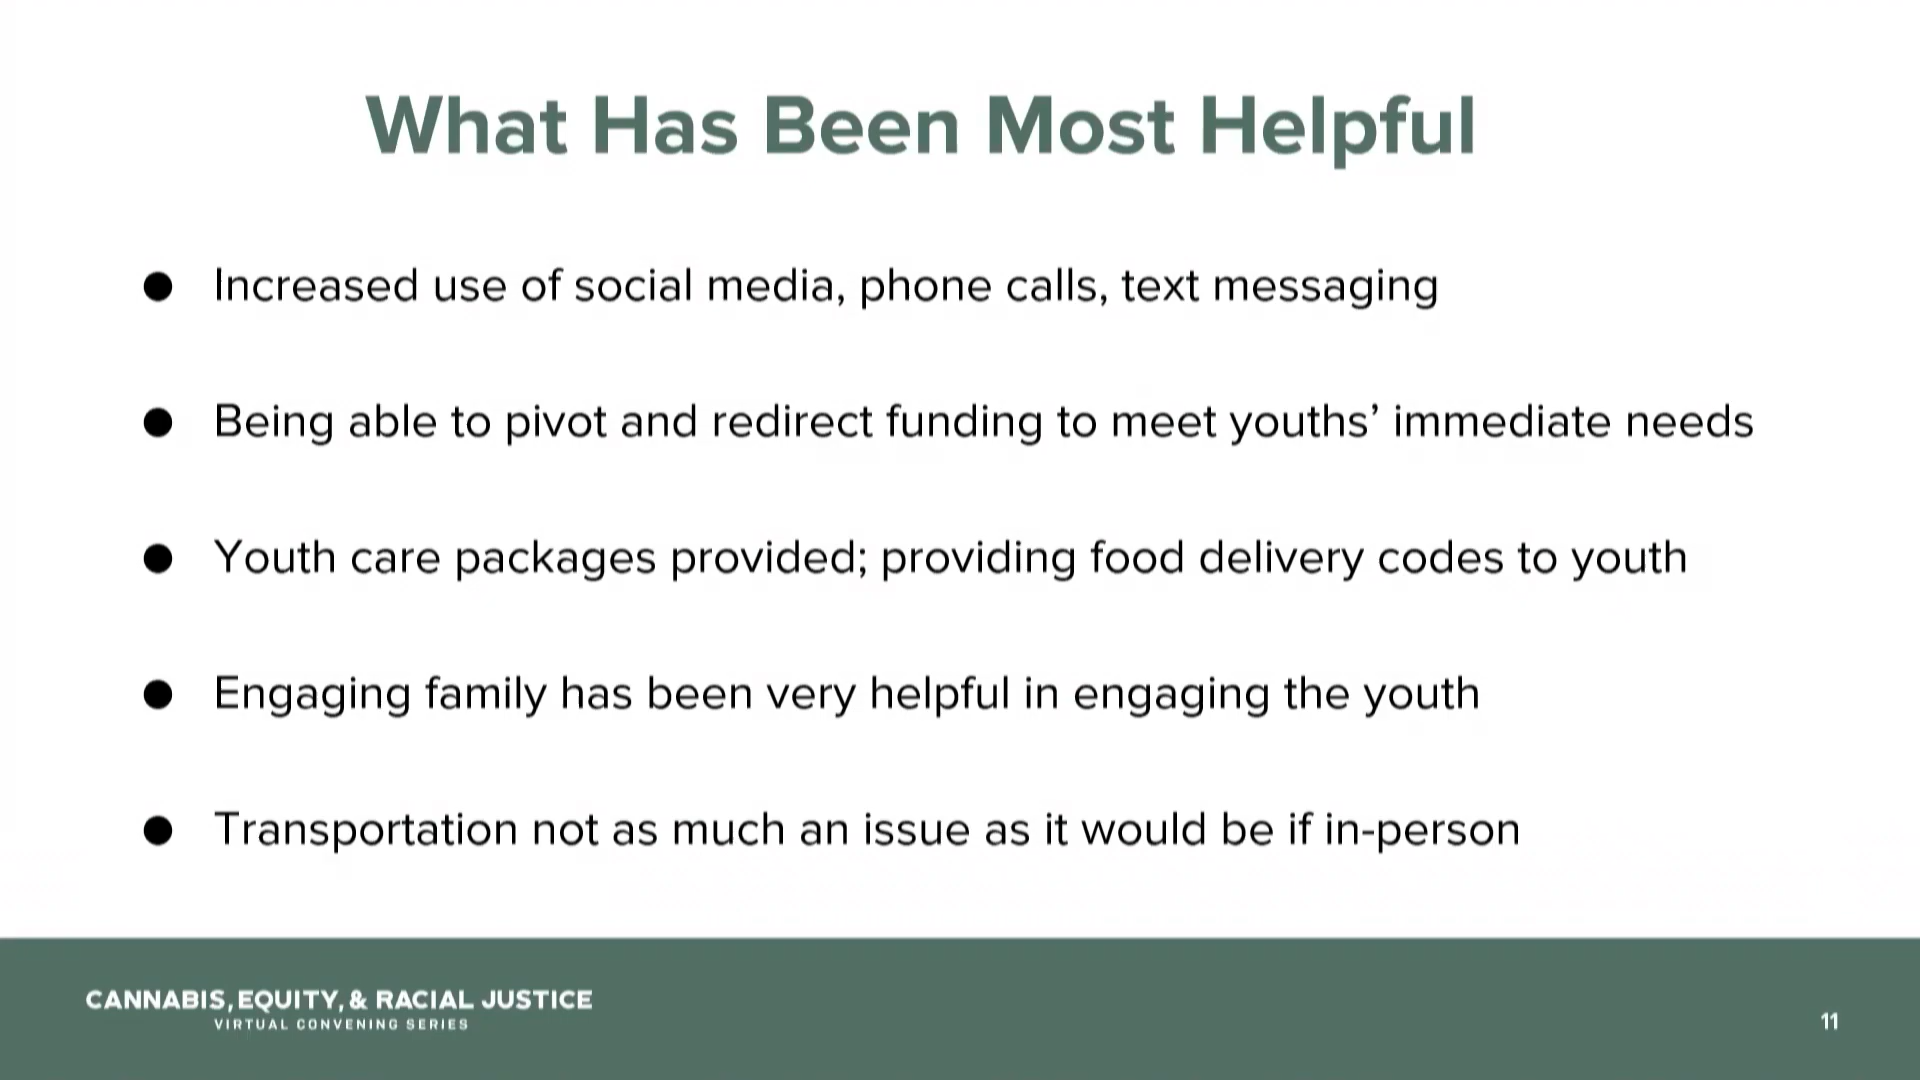 What Has Been Most Helpful
● Increased use of social media, phone calls, text messaging
● Being able to pivot and redirect funding to meet youths’ immediate needs
● Youth care packages provided; providing food delivery codes to youth
● Engaging family has been very helpful in engaging the youth
● Transportation not as much an issue as it would be if in-person
CANNABIS, EQUITY, & RACIAL JUSTICE
VIRTUAL CONVENING SERIES
11